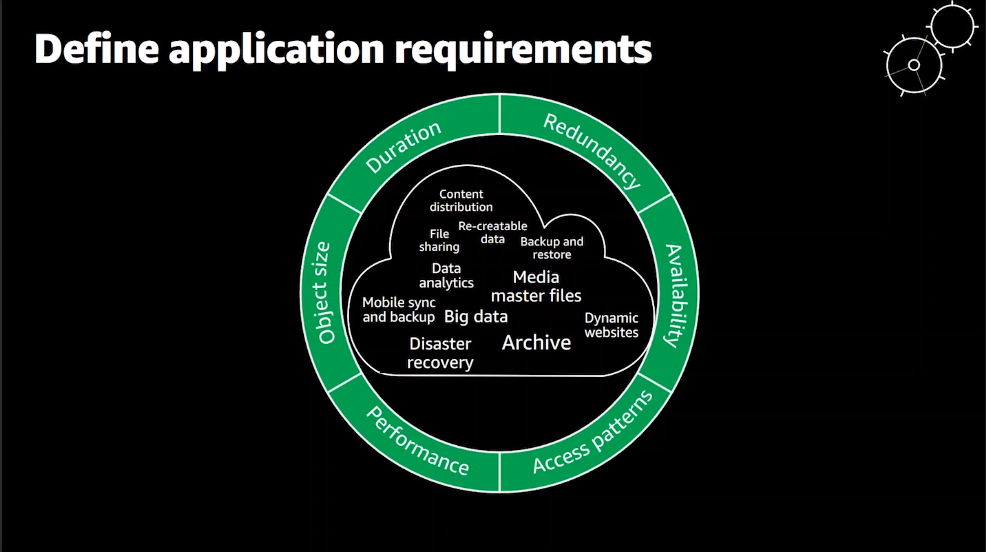 Define application requirements
Duration
Redundancy
Object size
Availability
Performance
Access patterns
Content
distribution
File
sharing
Re-creatable
data
Backup and
restore
Data
analytics
Media
master files
Mobile sync
and backup
Big data
Dynamic
websites
Disaster
recovery
Archive